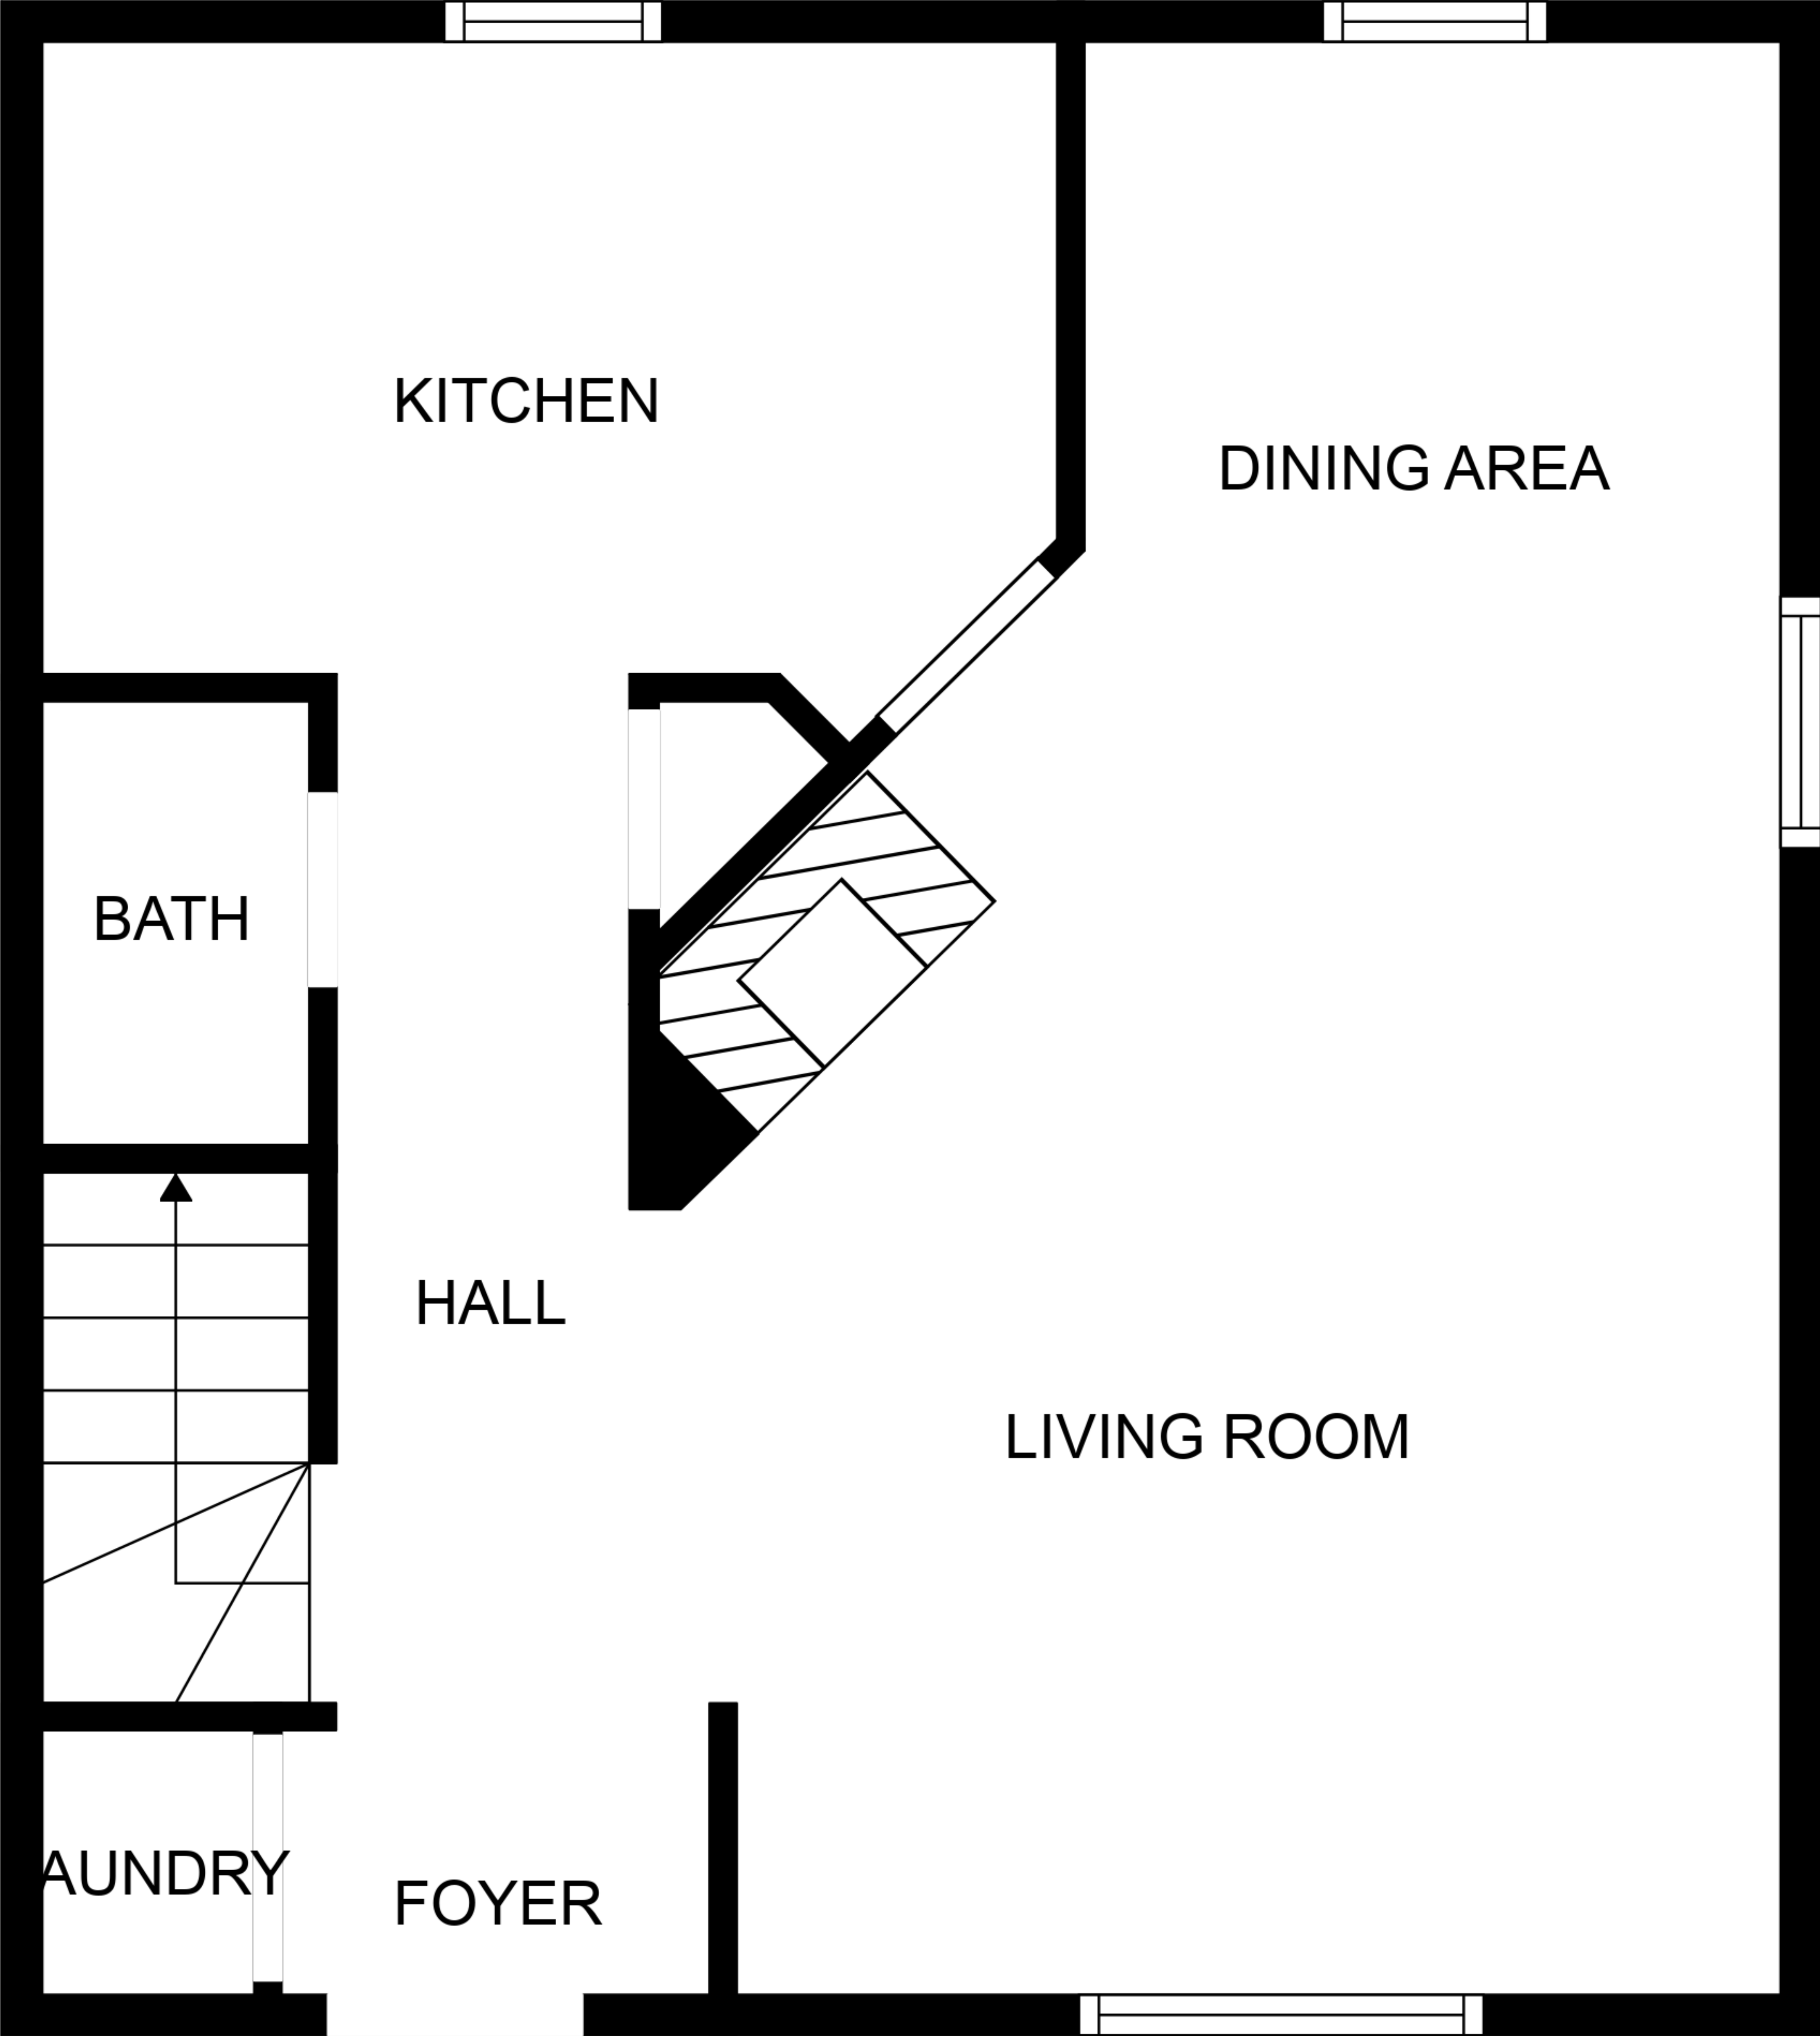 KITCHEN
DINING AREA
BATH
HALL
LIVING ROOM
AUNDRY
FOYER